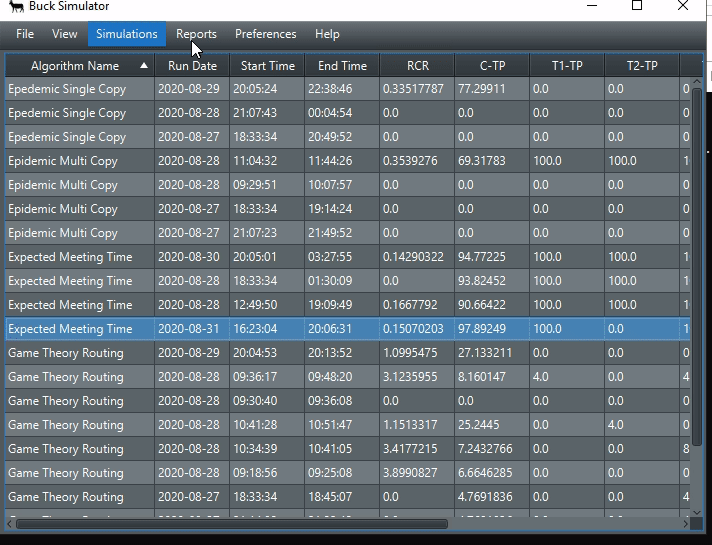 Buck Simulator
File View Simulations Reports Preferences Help
Algorithm Name Run Date Start Time End Time RCR C-TP T1-TP T2-TP
Epedemic Single Copy 2020-08-29 20:05:24 22:38:46 0.33517787 77.29911 0.0 0.0 0
Epedemic Single Copy 2020-08-28 21:07:43 00:04:54 0.0 0.0 0.0 0.0 0
Epedemic Single Copy 2020-08-27 18:33:34 20:49:52 0.0 0.0 0.0 0.0 0
Epidemic Multi Copy 2020-08-28 11:04:32 11:44:26 0.3539276 69.31783 100.0 100.0 1
Epidemic Multi Copy 2020-08-28 09:29:51 10:07:57 0.0 0.0 0.0 0.0 0
Epidemic Multi Copy 2020-08-27 18:33:34 19:14:24 0.0 0.0 0.0 0.0 0
Epidemic Multi Copy 2020-08-27 21:07:23 21:49:52 0.0 0.0 0.0 0.0 0
Expected Meeting Time 2020-08-30 20:05:01 03:27:55 0.14290322 94.77225 100.0 100.0 1
Expected Meeting Time 2020-08-28 18:33:34 01:30:09 0.0 93.82452 100.0 100.0 1
Expected Meeting Time 2020-08-28 12:49:50 19:09:49 0.1667792 90.66422 100.0 100.0 1
Expected Meeting Time 2020-08-31 16:23:04 20:06:31 0.15070203 97.89249 100.0 0.0 1
Game Theory Routing 2020-08-29 20:04:53 20:13:52 1.0995475 27.133211 0.0 0.0 0
Game Theory Routing 2020-08-28 09:36:17 09:48:20 3.1235955 8.160147 4.0 0.0 4
Game Theory Routing 2020-08-28 09:30:40 09:36:08 0.0 0.0 0.0 0.0 0
Game Theory Routing 2020-08-28 10:41:28 10:51:47 1.1513317 25.2445 0.0 4.0 0
Game Theory Routing 2020-08-28 10:34:39 10:41:05 3.4177215 7.2432766 0.0 0.0 8
Game Theory Routing 2020-08-28 09:18:56 09:25:08 3.8990827 6.6646285 0.0 0.0 0
Game Theory Routing 2020-08-27 18:33:34 18:45:07 0.0 4.7691836 0.0 0.0 4